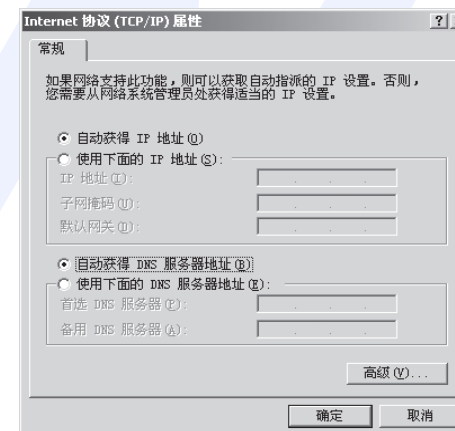 Internet 协议 (TCP/IP) 属性
?
常规
如果网络支持此功能，则可以获取自动指派的 IP 设置。否则，
您需要从网络系统管理员处获得适当的 IP 设置。
自动获得 IP 地址(O)
使用下面的 IP 地址(S):
IP 地址(I):
子网掩码(U):
默认网关(D):
自动获得 DNS 服务器地址(B)
使用下面的 DNS 服务器地址(E):
首选 DNS 服务器(P):
备用 DNS 服务器(A):
高级(V)...
确定
取消